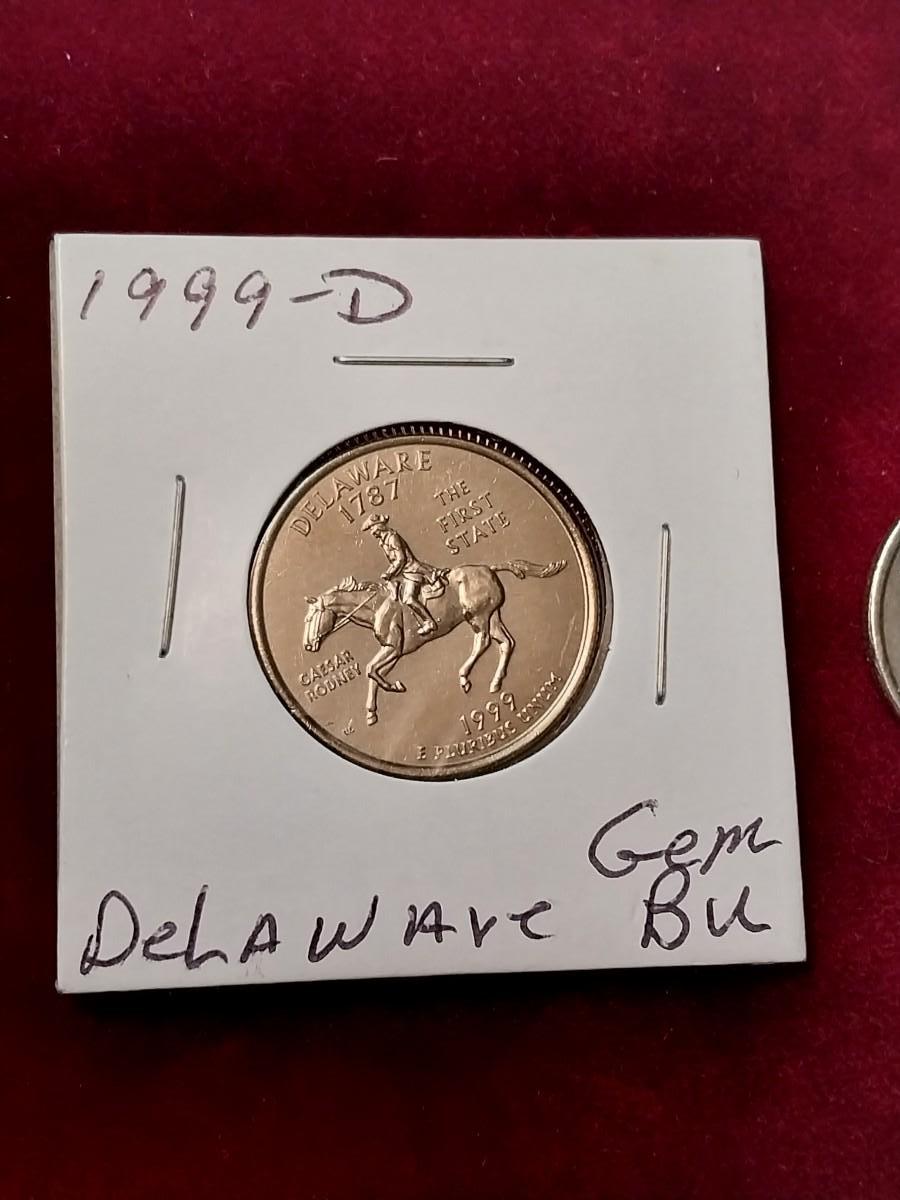 1999-D
DELAWARE
1787
THE
FIRST
STATE
CAESAR
RODNEY
1999
E PLURIBUS UNUM
Gem
DeLAWAre BU